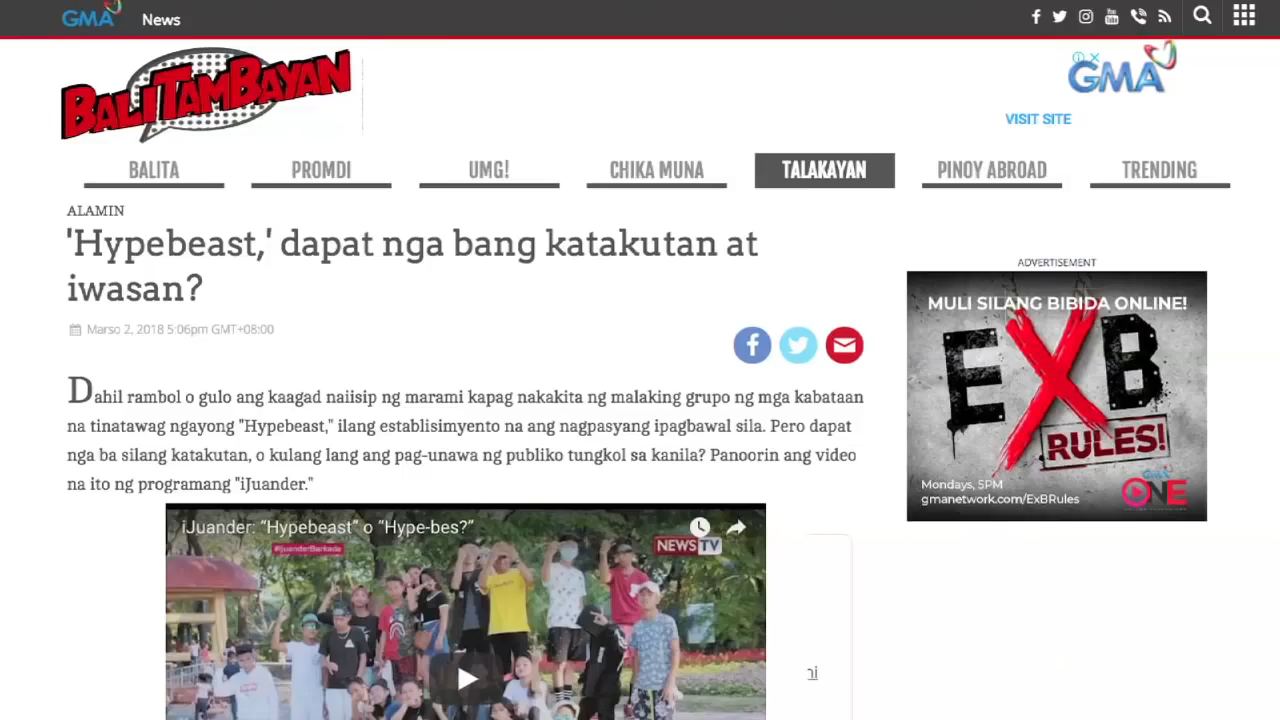 GMA News
BALITAMBAYAN
GMA
VISIT SITE
BALITA PROMDI UMG! CHIKA MUNA TALAKAYAN PINOY ABROAD TRENDING
ALAMIN
'Hypebeast,' dapat nga bang katakutan at
iwasan?
Marso 2, 2018 5:06pm GMT+08:00
Dahil rambol o gulo ang kaagad naiisip ng marami kapag nakakita ng malaking grupo ng mga kabataan
na tinatawag ngayong "Hypebeast," ilang establisimyento na ang nagpasyang ipagbawal sila. Pero dapat
nga ba silang katakutan, o kulang lang ang pag-unawa ng publiko tungkol sa kanila? Panoorin ang video
na ito ng programang "iJuander."
iJuander: “Hypebeast” o “Hype-bes?”
#IJuanderBarkada
NEWS TV
ADVERTISEMENT
MULI SILANG BIBIDA ONLINE!
EXB
RULES!
Mondays, 5PM
gmanetwork.com/ExBRules
GMA
ONE
ni